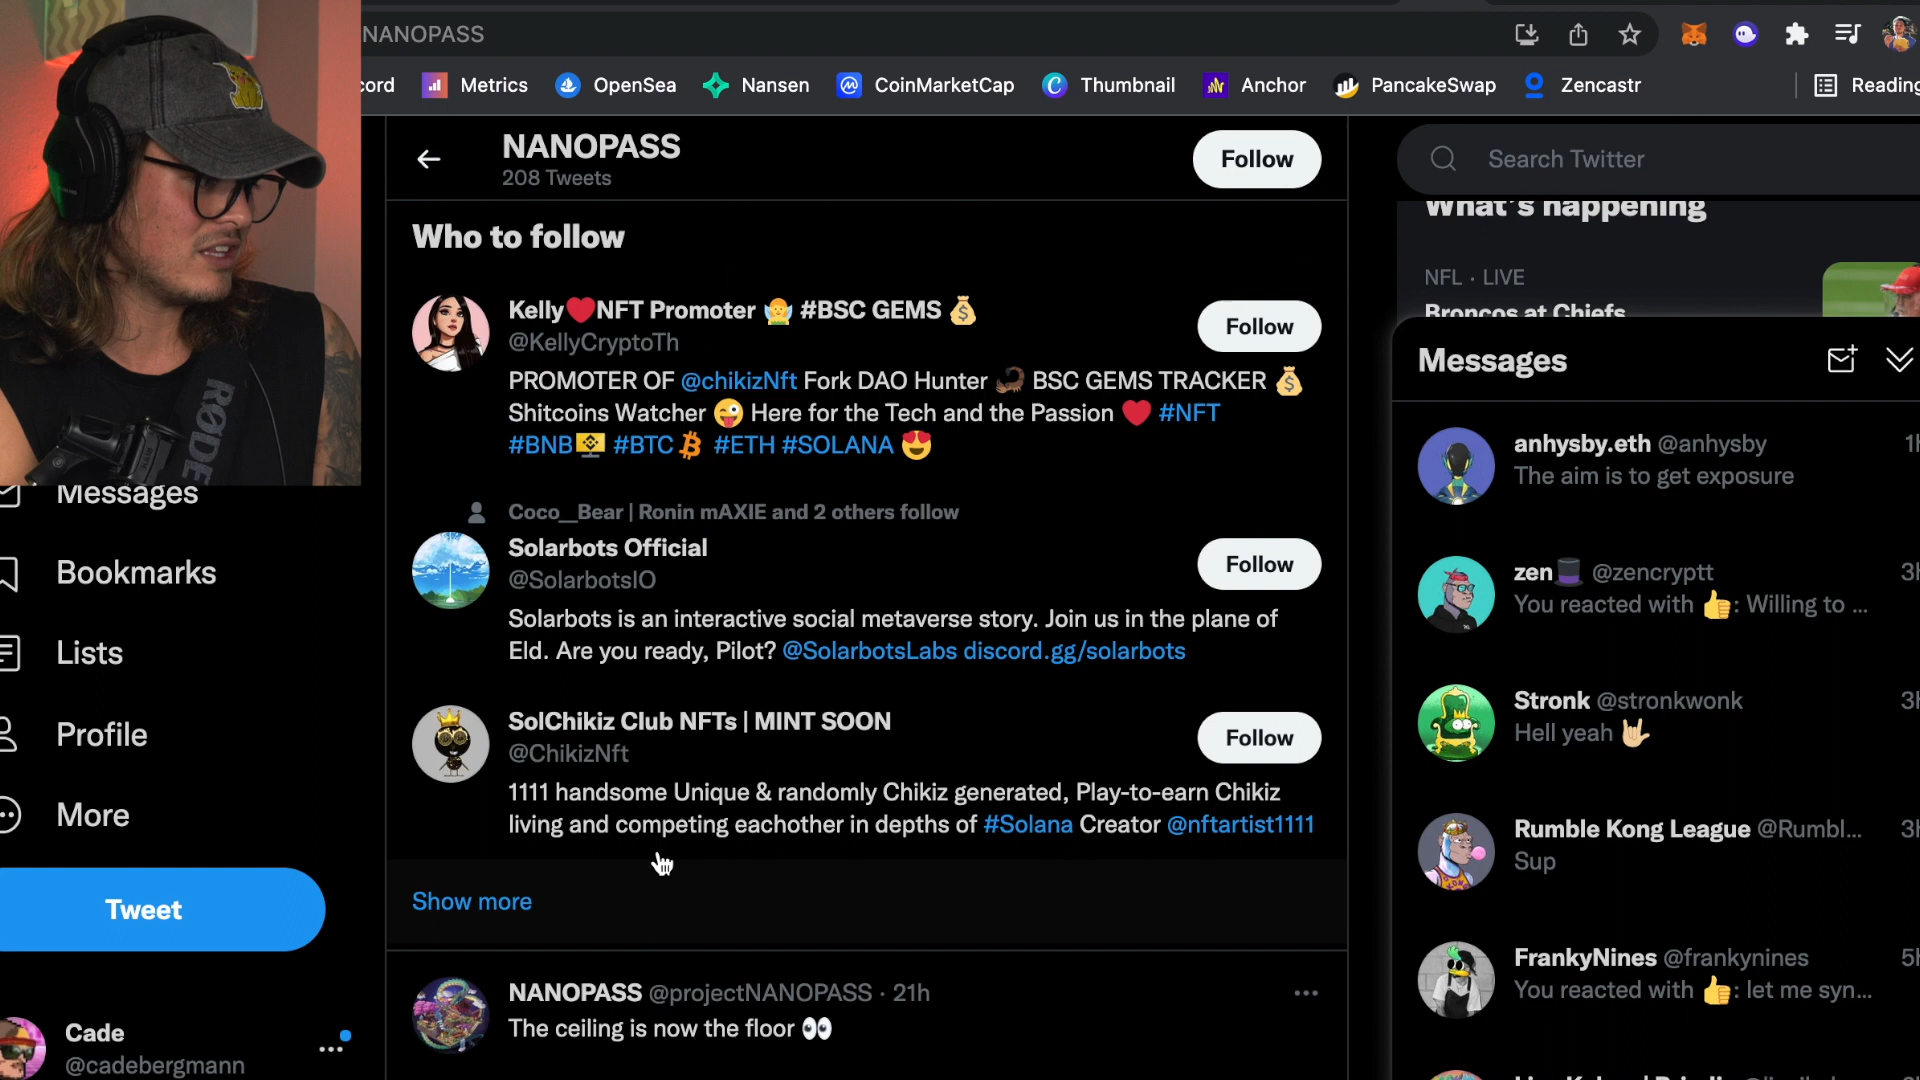 NANOPASS
cord Metrics OpenSea Nansen CoinMarketCap Thumbnail Anchor PancakeSwap Zencastr Reading
NANOPASS
208 Tweets
Follow
Search Twitter
What's happening
NFL · LIVE
Broncos at Chiefs
Who to follow
Kelly❤️NFT Promoter 👼 #BSC GEMS 💰
@KellyCryptoTh
Follow
PROMOTER OF @chikizNft Fork DAO Hunter 🦂 BSC GEMS TRACKER 💰
Shitcoins Watcher 😜 Here for the Tech and the Passion ❤️ #NFT
#BNB #BTC #ETH #SOLANA 😍
Coco__Bear | Ronin mAXIE and 2 others follow
Solarbots Official
@SolarbotsIO
Follow
Solarbots is an interactive social metaverse story. Join us in the plane of
Eld. Are you ready, Pilot? @SolarbotsLabs discord.gg/solarbots
SolChikiz Club NFTs | MINT SOON
@ChikizNft
Follow
1111 handsome Unique & randomly Chikiz generated, Play-to-earn Chikiz
living and competing eachother in depths of #Solana Creator @nftartist1111
Show more
NANOPASS @projectNANOPASS · 21h
The ceiling is now the floor 👀
RØDE
Messages
Bookmarks
Lists
Profile
More
Tweet
Cade
@cadebergmann
Messages
anhysby.eth @anhysby 1h
The aim is to get exposure
zen🎩 @zencryptt 3h
You reacted with 👍: Willing to ...
Stronk @stronkwonk 3h
Hell yeah 🤟
Rumble Kong League @Rumbl... 3h
Sup
FrankyNines @frankynines 5h
You reacted with 👍: let me syn...